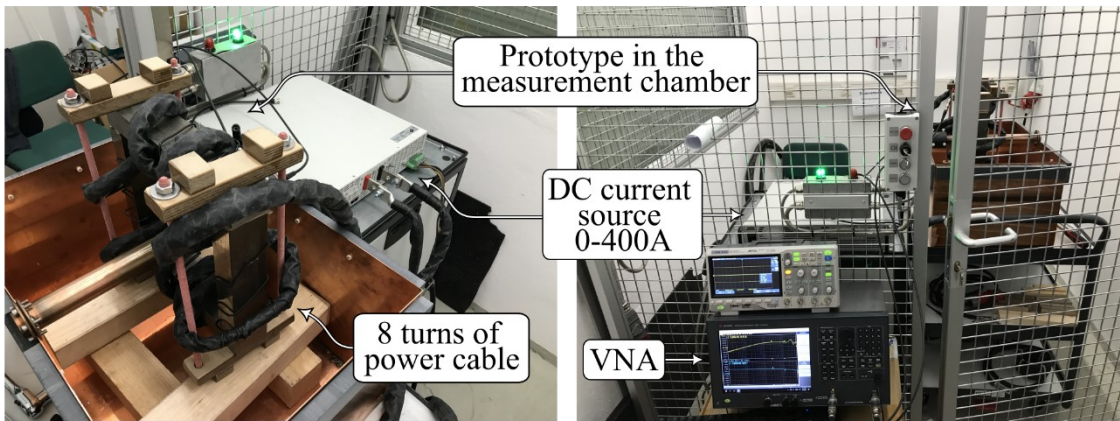 Prototype in the
measurement chamber
DC current
source
0-400A
8 turns of
power cable
VNA